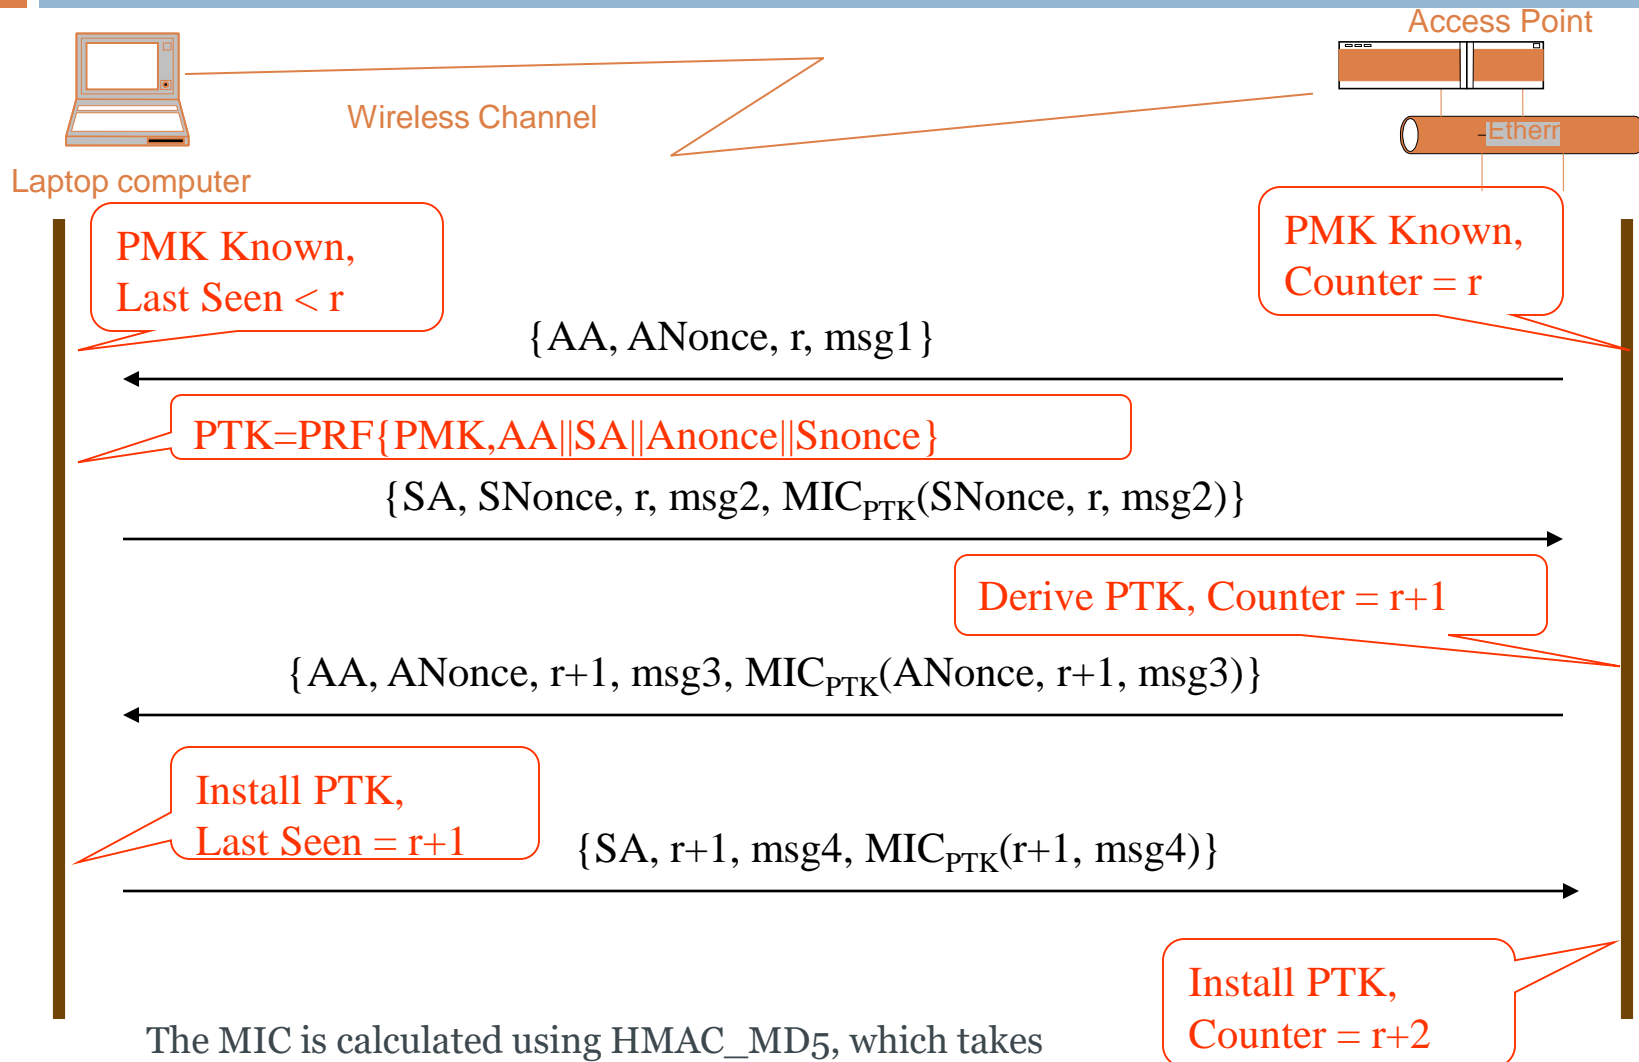 Access Point
Wireless Channel
Laptop computer
PMK Known,
Last Seen < r
PMK Known,
Counter = r
{AA, ANonce, r, msg1}
PTK=PRF{PMK,AA||SA||Anonce||Snonce}
{SA, SNonce, r, msg2, MIC_PTK(SNonce, r, msg2)}
Derive PTK, Counter = r+1
{AA, ANonce, r+1, msg3, MIC_PTK(ANonce, r+1, msg3)}
Install PTK,
Last Seen = r+1
{SA, r+1, msg4, MIC_PTK(r+1, msg4)}
Install PTK,
Counter = r+2
The MIC is calculated using HMAC_MD5, which takes